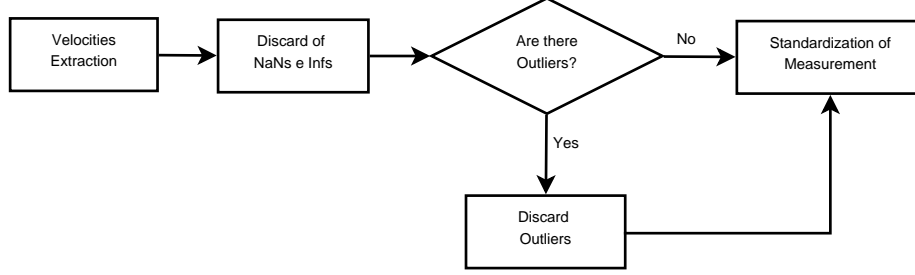 Velocities
Extraction
Discard of
NaNs e Infs
Are there
Outliers?
No
Standardization of
Measurement
Yes
Discard
Outliers